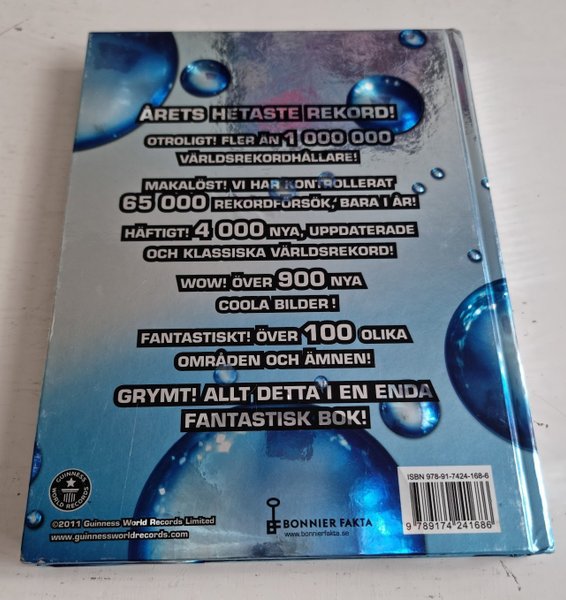 ÅRETS HETASTE REKORD!
OTROLIGT! FLER ÄN 1 000 000
VÄRLDSREKORDHÅLLARE!
MAKALÖST! VI HAR KONTROLLERAT
65 000 REKORDFÖRSÖK, BARA I ÅR!
HÄFTIGT! 4 000 NYA, UPPDATERADE
OCH KLASSISKA VÄRLDSREKORD!
WOW! ÖVER 900 NYA
COOLA BILDER!
FANTASTISKT! ÖVER 100 OLIKA
OMRÅDEN OCH ÄMNEN!
GRYMT! ALLT DETTA I EN ENDA
FANTASTISK BOK!
GUINNESS
WORLD RECORDS
©2011 Guinness World Records Limited
www.guinnessworldrecords.com
BONNIER FAKTA
www.bonnierfakta.se
ISBN 978-91-7424-168-6
9 789174 241686